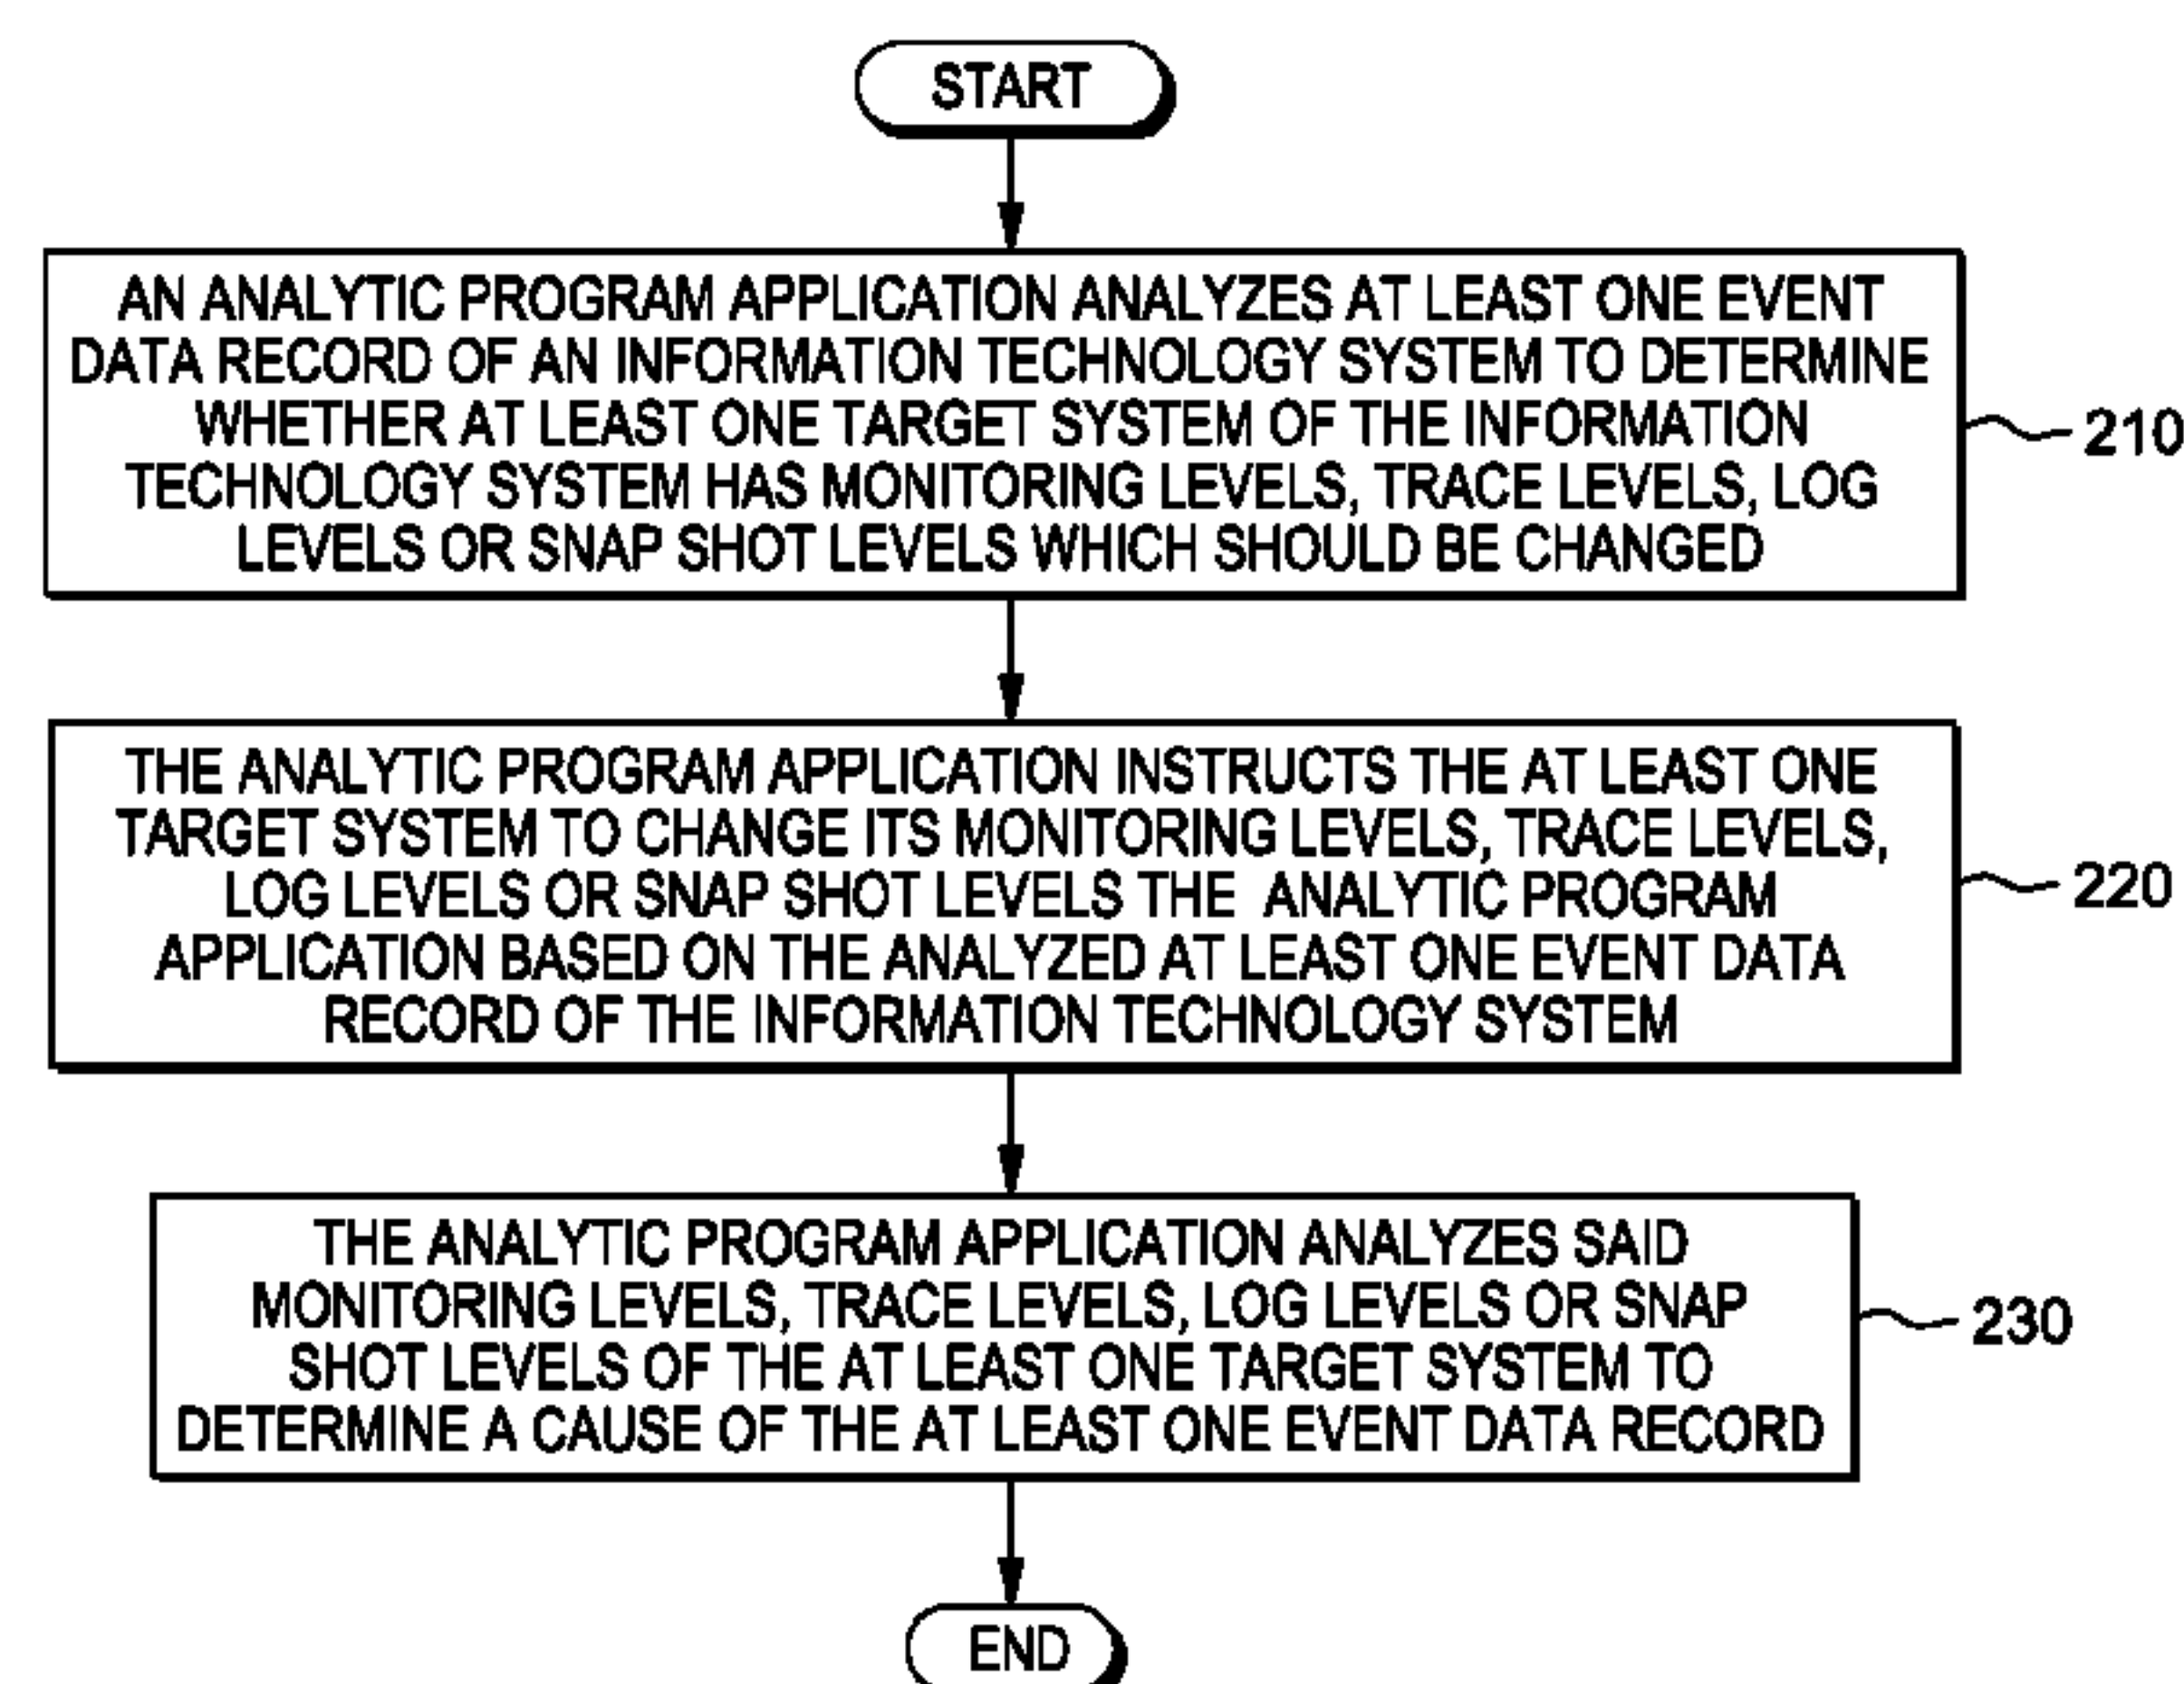 START
AN ANALYTIC PROGRAM APPLICATION ANALYZES AT LEAST ONE EVENT
DATA RECORD OF AN INFORMATION TECHNOLOGY SYSTEM TO DETERMINE
WHETHER AT LEAST ONE TARGET SYSTEM OF THE INFORMATION
TECHNOLOGY SYSTEM HAS MONITORING LEVELS, TRACE LEVELS, LOG
LEVELS OR SNAP SHOT LEVELS WHICH SHOULD BE CHANGED
210
THE ANALYTIC PROGRAM APPLICATION INSTRUCTS THE AT LEAST ONE
TARGET SYSTEM TO CHANGE ITS MONITORING LEVELS, TRACE LEVELS,
LOG LEVELS OR SNAP SHOT LEVELS THE ANALYTIC PROGRAM
APPLICATION BASED ON THE ANALYZED AT LEAST ONE EVENT DATA
RECORD OF THE INFORMATION TECHNOLOGY SYSTEM
220
THE ANALYTIC PROGRAM APPLICATION ANALYZES SAID
MONITORING LEVELS, TRACE LEVELS, LOG LEVELS OR SNAP
SHOT LEVELS OF THE AT LEAST ONE TARGET SYSTEM TO
DETERMINE A CAUSE OF THE AT LEAST ONE EVENT DATA RECORD
230
END